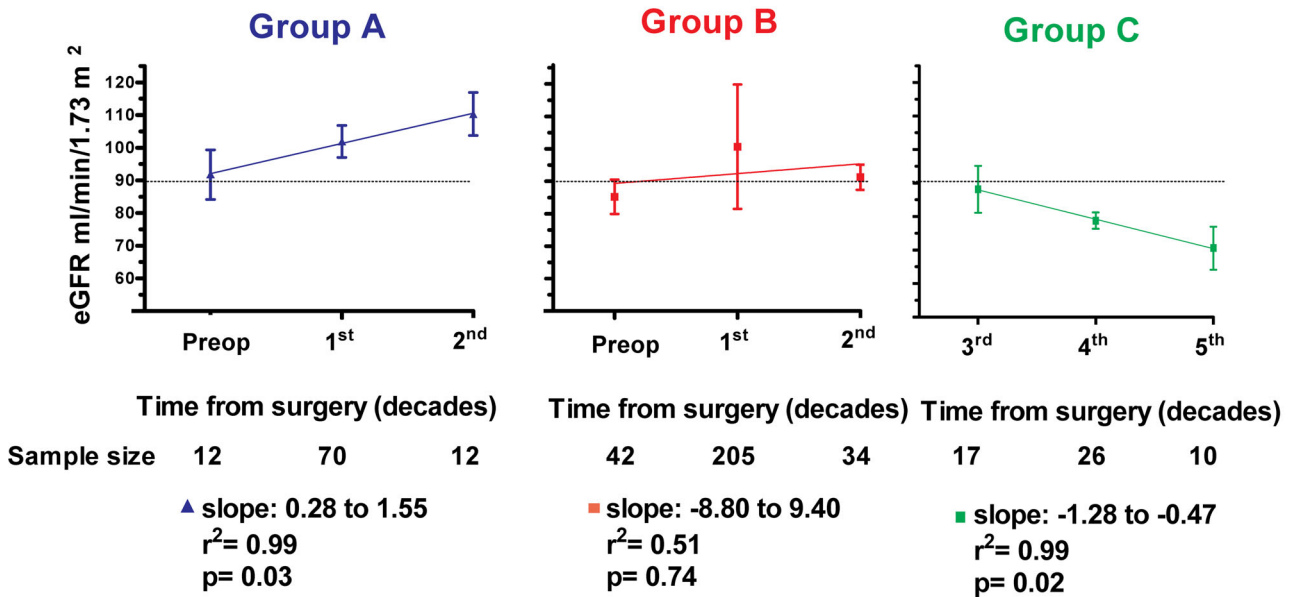 Group A
Group B
Group C
eGFR ml/min/1.73 m²
120
110
100
90
80
70
60
Preop 1st 2nd
Preop 1st 2nd
3rd 4th 5th
Time from surgery (decades) Time from surgery (decades) Time from surgery (decades)
Sample size 12 70 12 42 205 34 17 26 10
slope: 0.28 to 1.55
r²= 0.99
p= 0.03
slope: -8.80 to 9.40
r²= 0.51
p= 0.74
slope: -1.28 to -0.47
r²= 0.99
p= 0.02